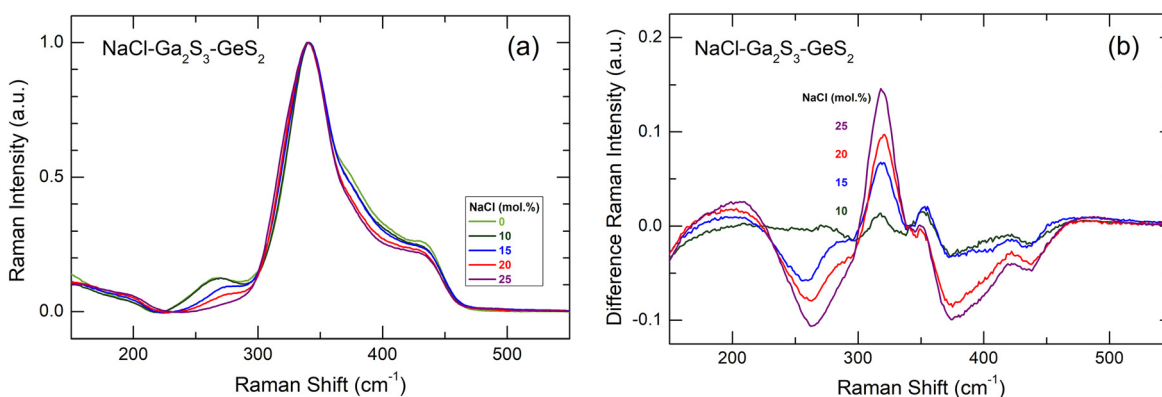 NaCl-Ga₂S₃-GeS₂
(a)
Raman Intensity (a.u.)
1.0
0.5
0.0
NaCl (mol.%)
0
10
15
20
25
200 300 400 500
Raman Shift (cm⁻¹)
NaCl-Ga₂S₃-GeS₂
(b)
Difference Raman Intensity (a.u.)
0.2
0.1
0.0
-0.1
NaCl (mol.%)
25
20
15
10
200 300 400 500
Raman Shift (cm⁻¹)